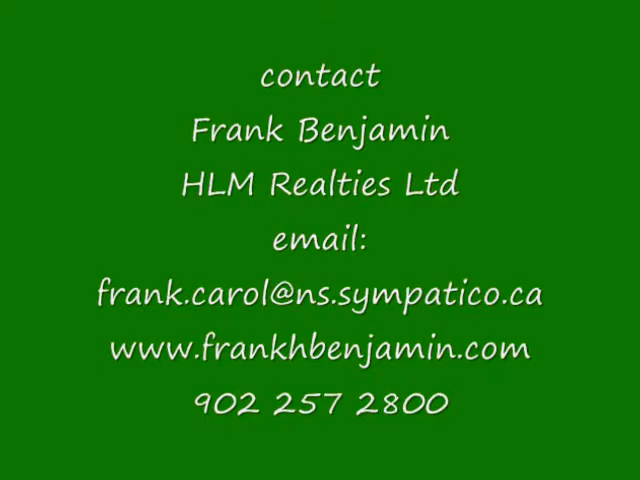 contact
Frank Benjamin
HLM Realties Ltd
email:
frank.carol@ns.sympatico.ca
www.frankhbenjamin.com
902 257 2800